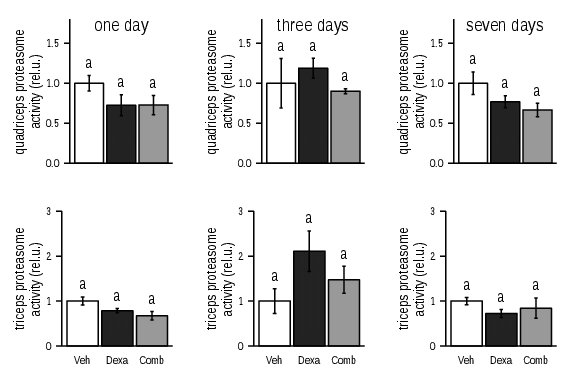 one day
three days
seven days
quadriceps proteasome
activity (rel.u.)
1.5
1.0
0.5
0.0
a a a
quadriceps proteasome
activity (rel.u.)
1.5
1.0
0.5
0.0
a a a
quadriceps proteasome
activity (rel.u.)
1.5
1.0
0.5
0.0
a a a
triceps proteasome
activity (rel.u.)
3
2
1
0
a a a
Veh Dexa Comb
triceps proteasome
activity (rel.u.)
3
2
1
0
a a a
Veh Dexa Comb
triceps proteasome
activity (rel.u.)
3
2
1
0
a a a
Veh Dexa Comb